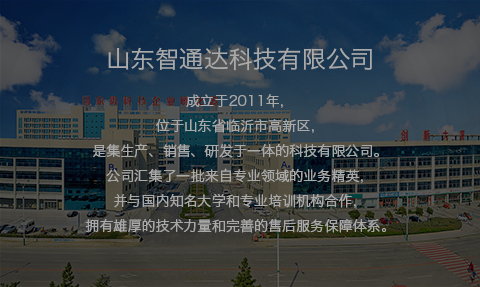 山东智通达科技有限公司
成立于2011年,
位于山东省临沂市高新区,
是集生产、销售、研发于一体的科技有限公司。
公司汇集了一批来自专业领域的业务精英,
并与国内知名大学和专业培训机构合作,
拥有雄厚的技术力量和完善的售后服务保障体系。